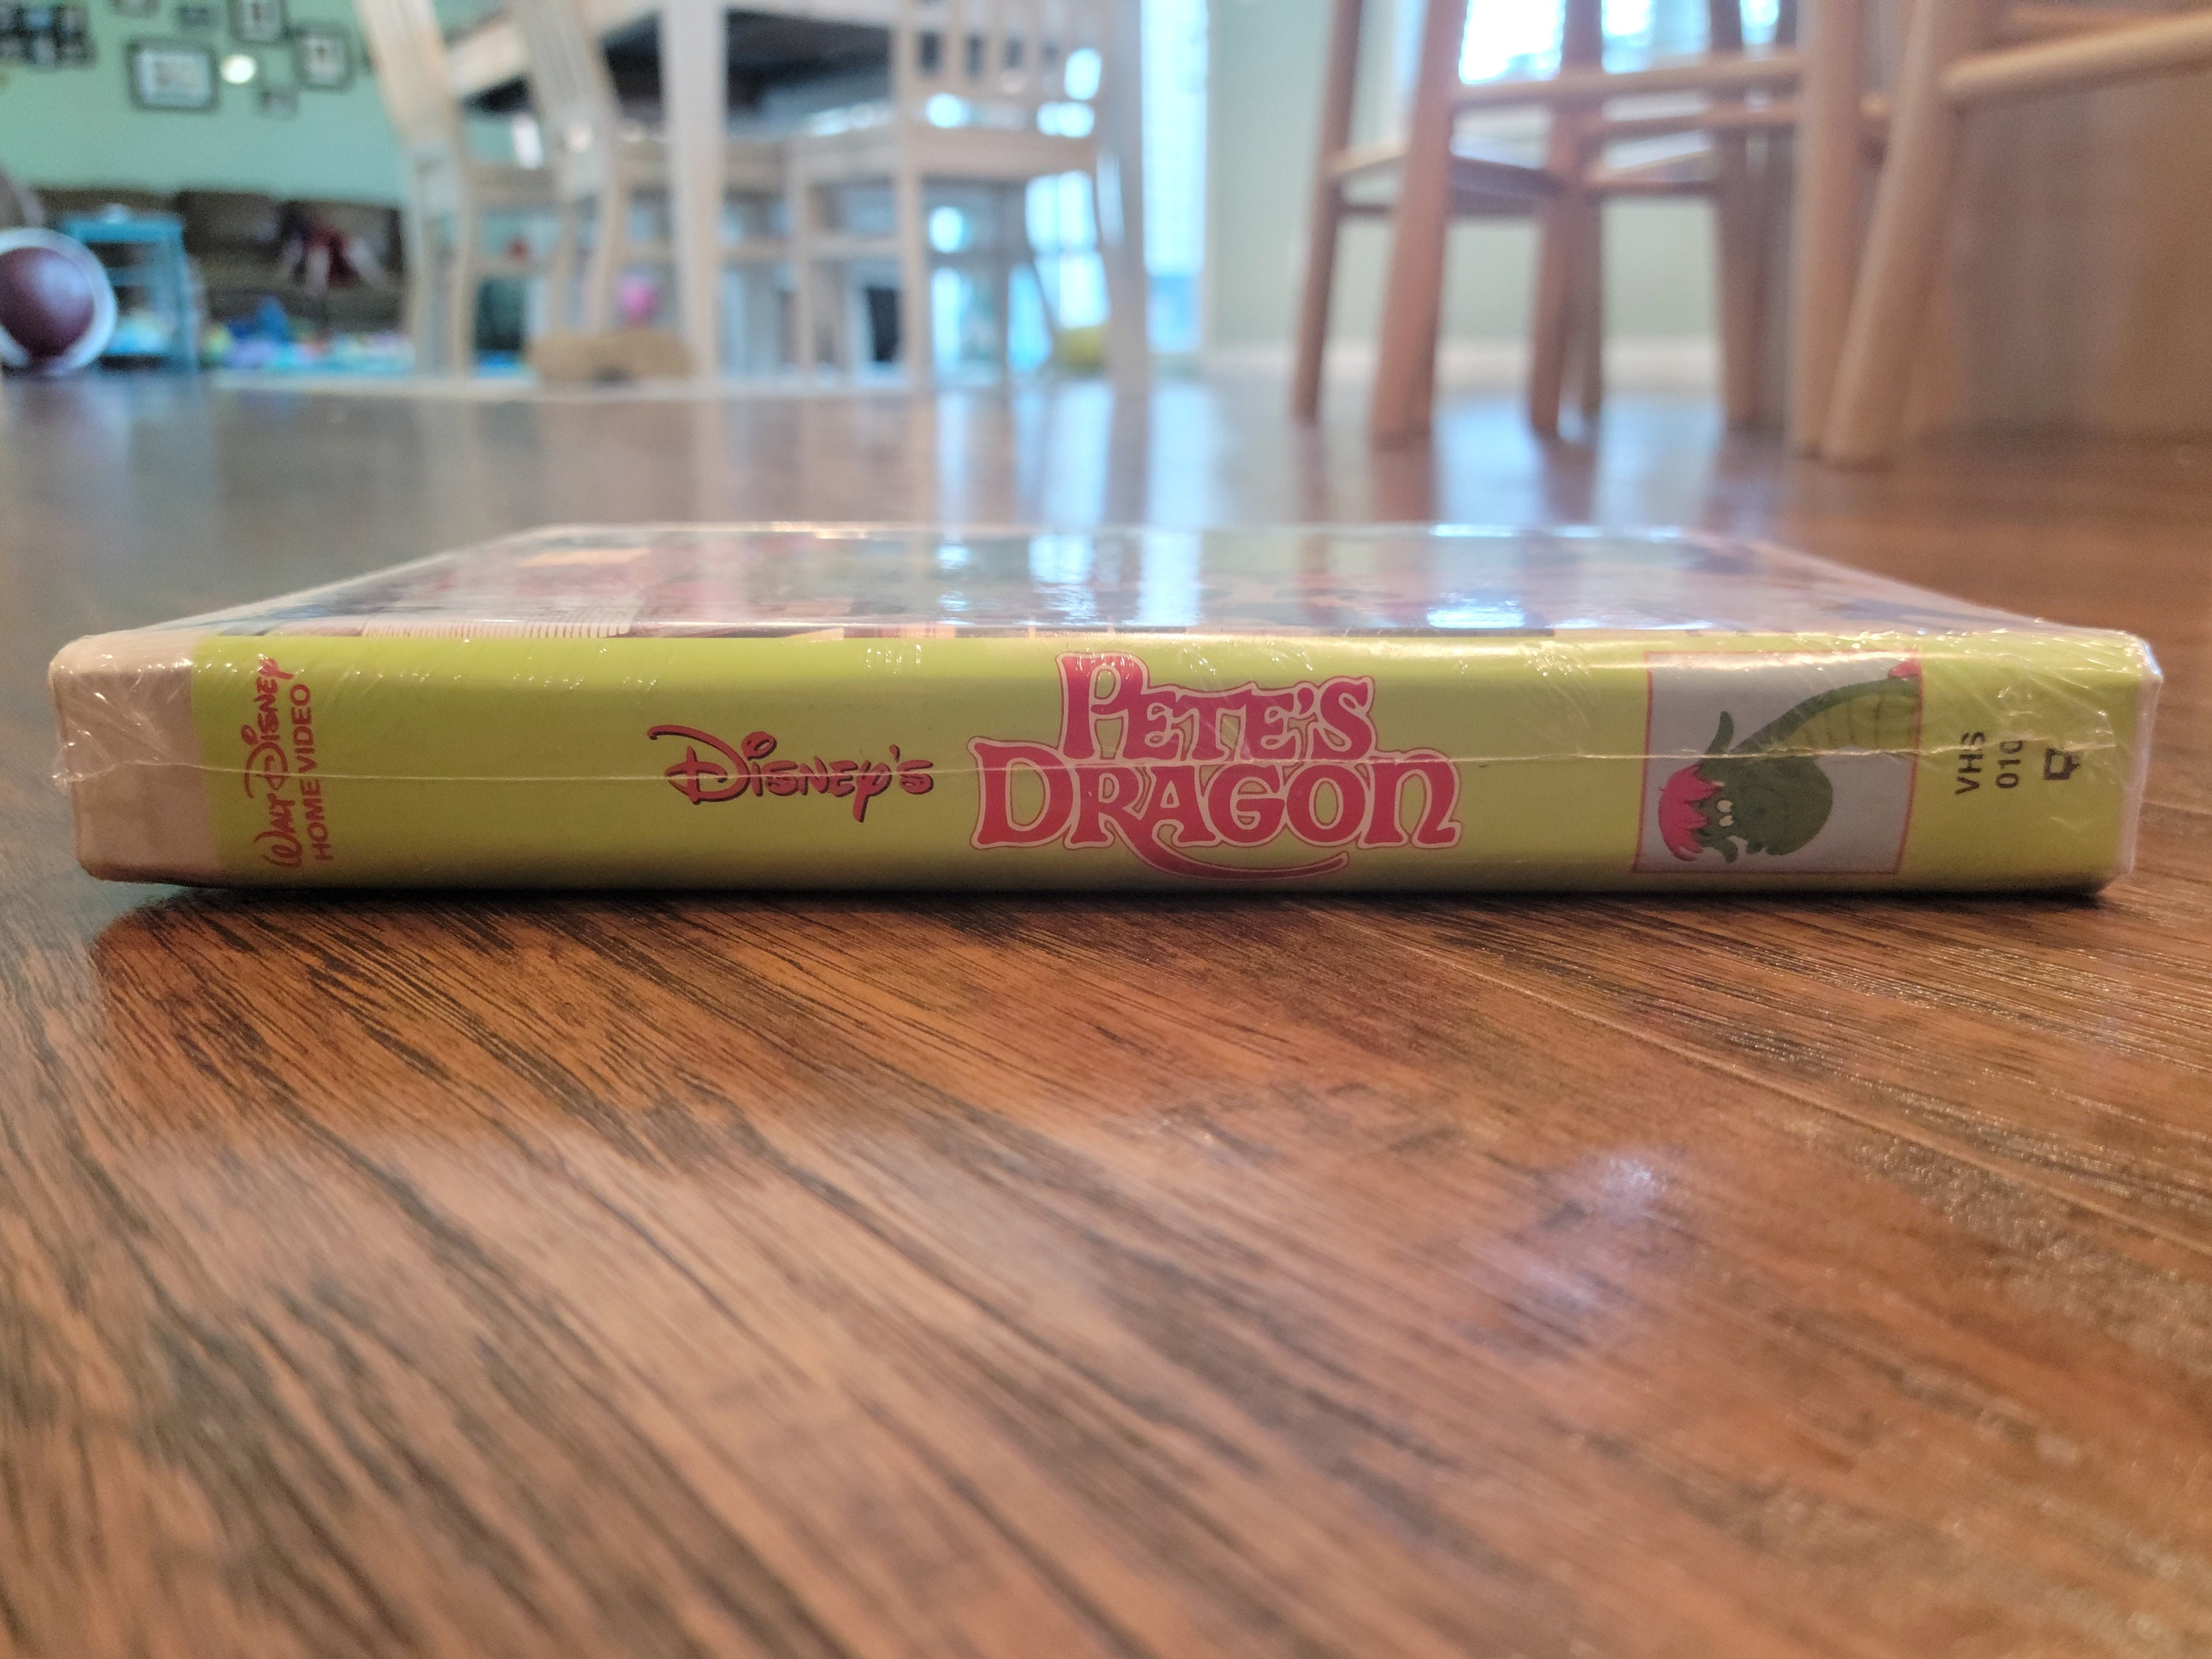 WALT DISNEY
HOME VIDEO
DISNEY'S
PETE'S
DRAGON
VHS
010